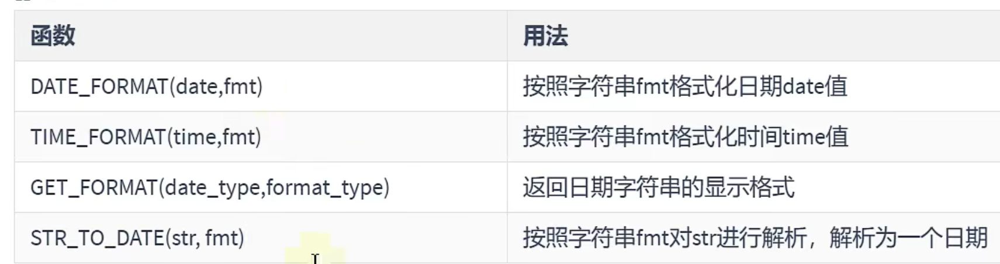 函数 用法
DATE_FORMAT(date,fmt) 按照字符串fmt格式化日期date值
TIME_FORMAT(time,fmt) 按照字符串fmt格式化时间time值
GET_FORMAT(date_type,format_type) 返回日期字符串的显示格式
STR_TO_DATE(str, fmt) 按照字符串fmt对str进行解析，解析为一个日期